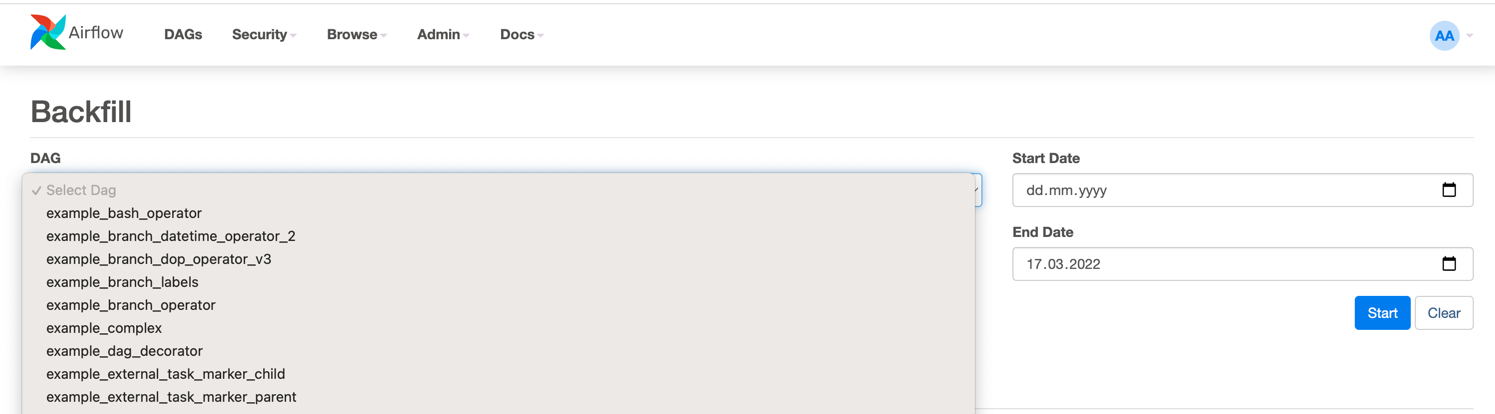 Airflow DAGs Security Browse Admin Docs AA
Backfill
DAG
Select Dag
example_bash_operator
example_branch_datetime_operator_2
example_branch_dop_operator_v3
example_branch_labels
example_branch_operator
example_complex
example_dag_decorator
example_external_task_marker_child
example_external_task_marker_parent
Start Date
dd.mm.yyyy
End Date
17.03.2022
Start Clear